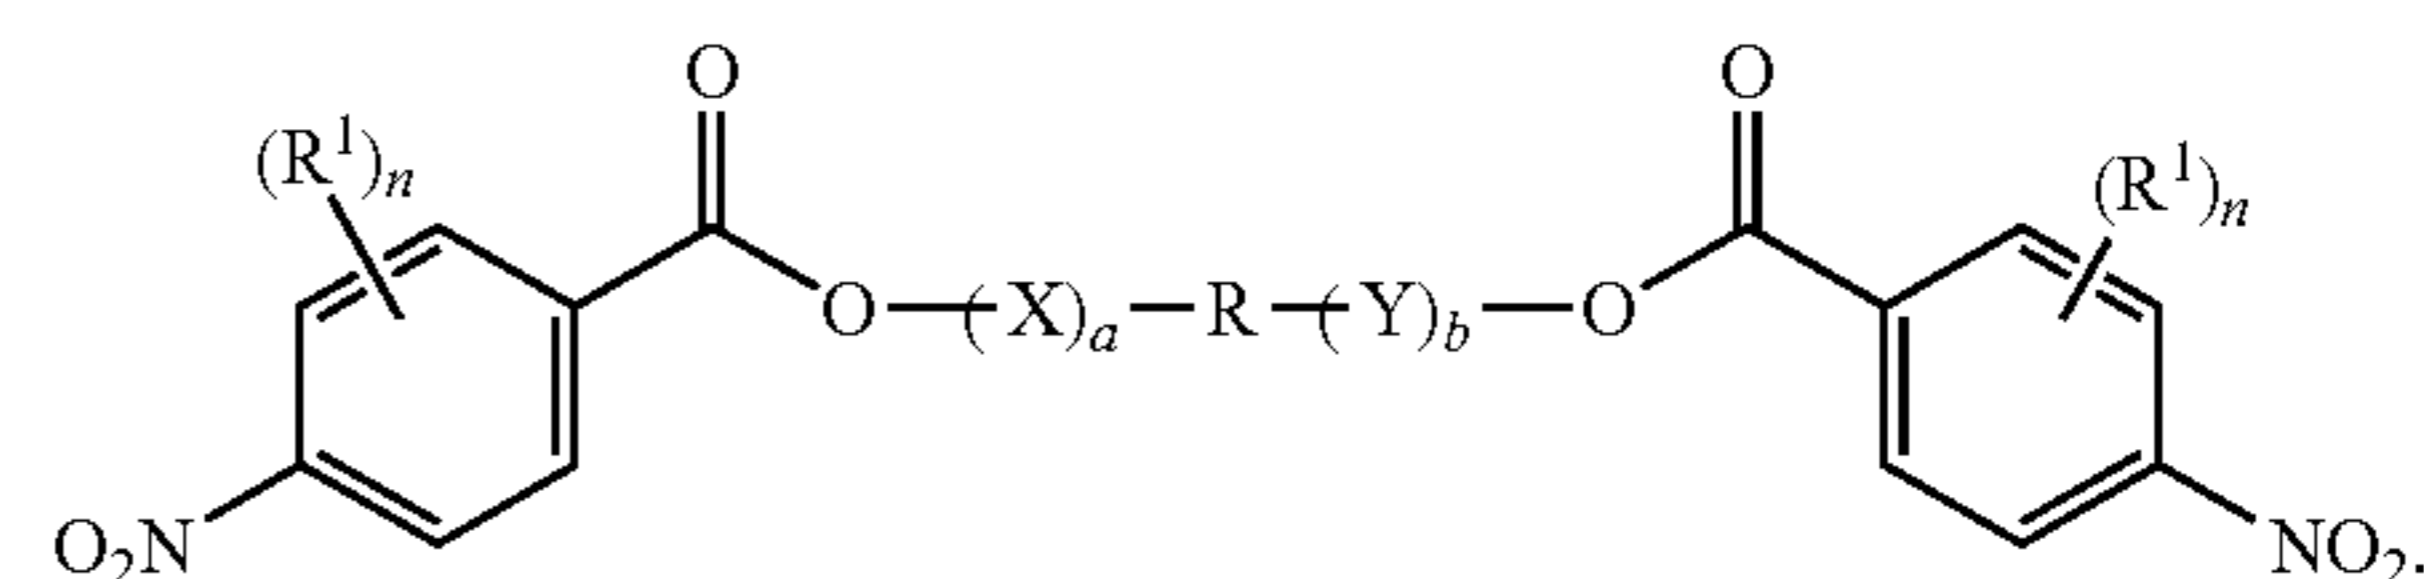 O O
(R¹)ₙ (R¹)ₙ
O—(X)ₐ—R—(Y)b—O
O₂N NO₂.